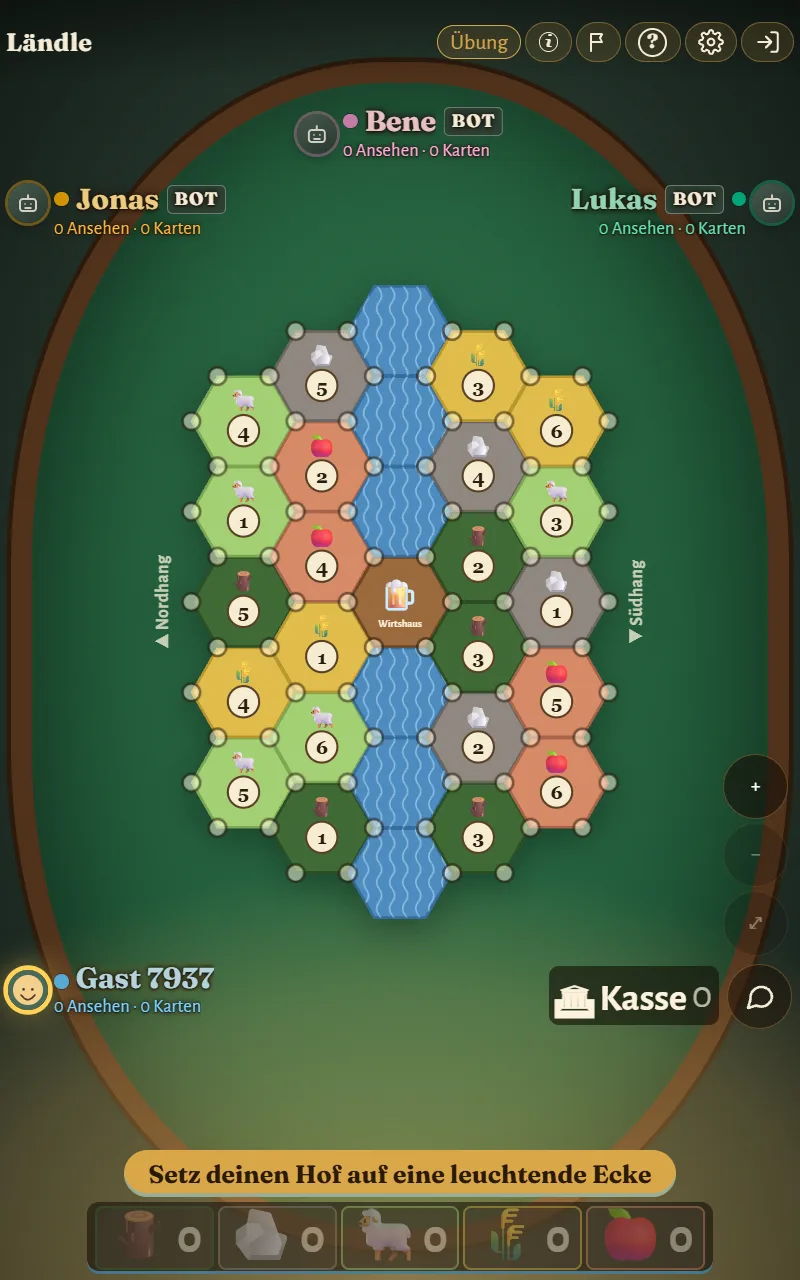 Ländle
Übung
Bene BOT
0 Ansehen · 0 Karten
Jonas BOT
0 Ansehen · 0 Karten
Lukas BOT
0 Ansehen · 0 Karten
5
3
4
6
2
4
1
3
4
2
5
1
Wirtshaus
◀ Nordhang
Südhang ▶
1
3
4
5
6
2
5
6
1
3
+
−
Gast 7937
0 Ansehen · 0 Karten
Kasse 0
Setz deinen Hof auf eine leuchtende Ecke
0 0 0 0 0